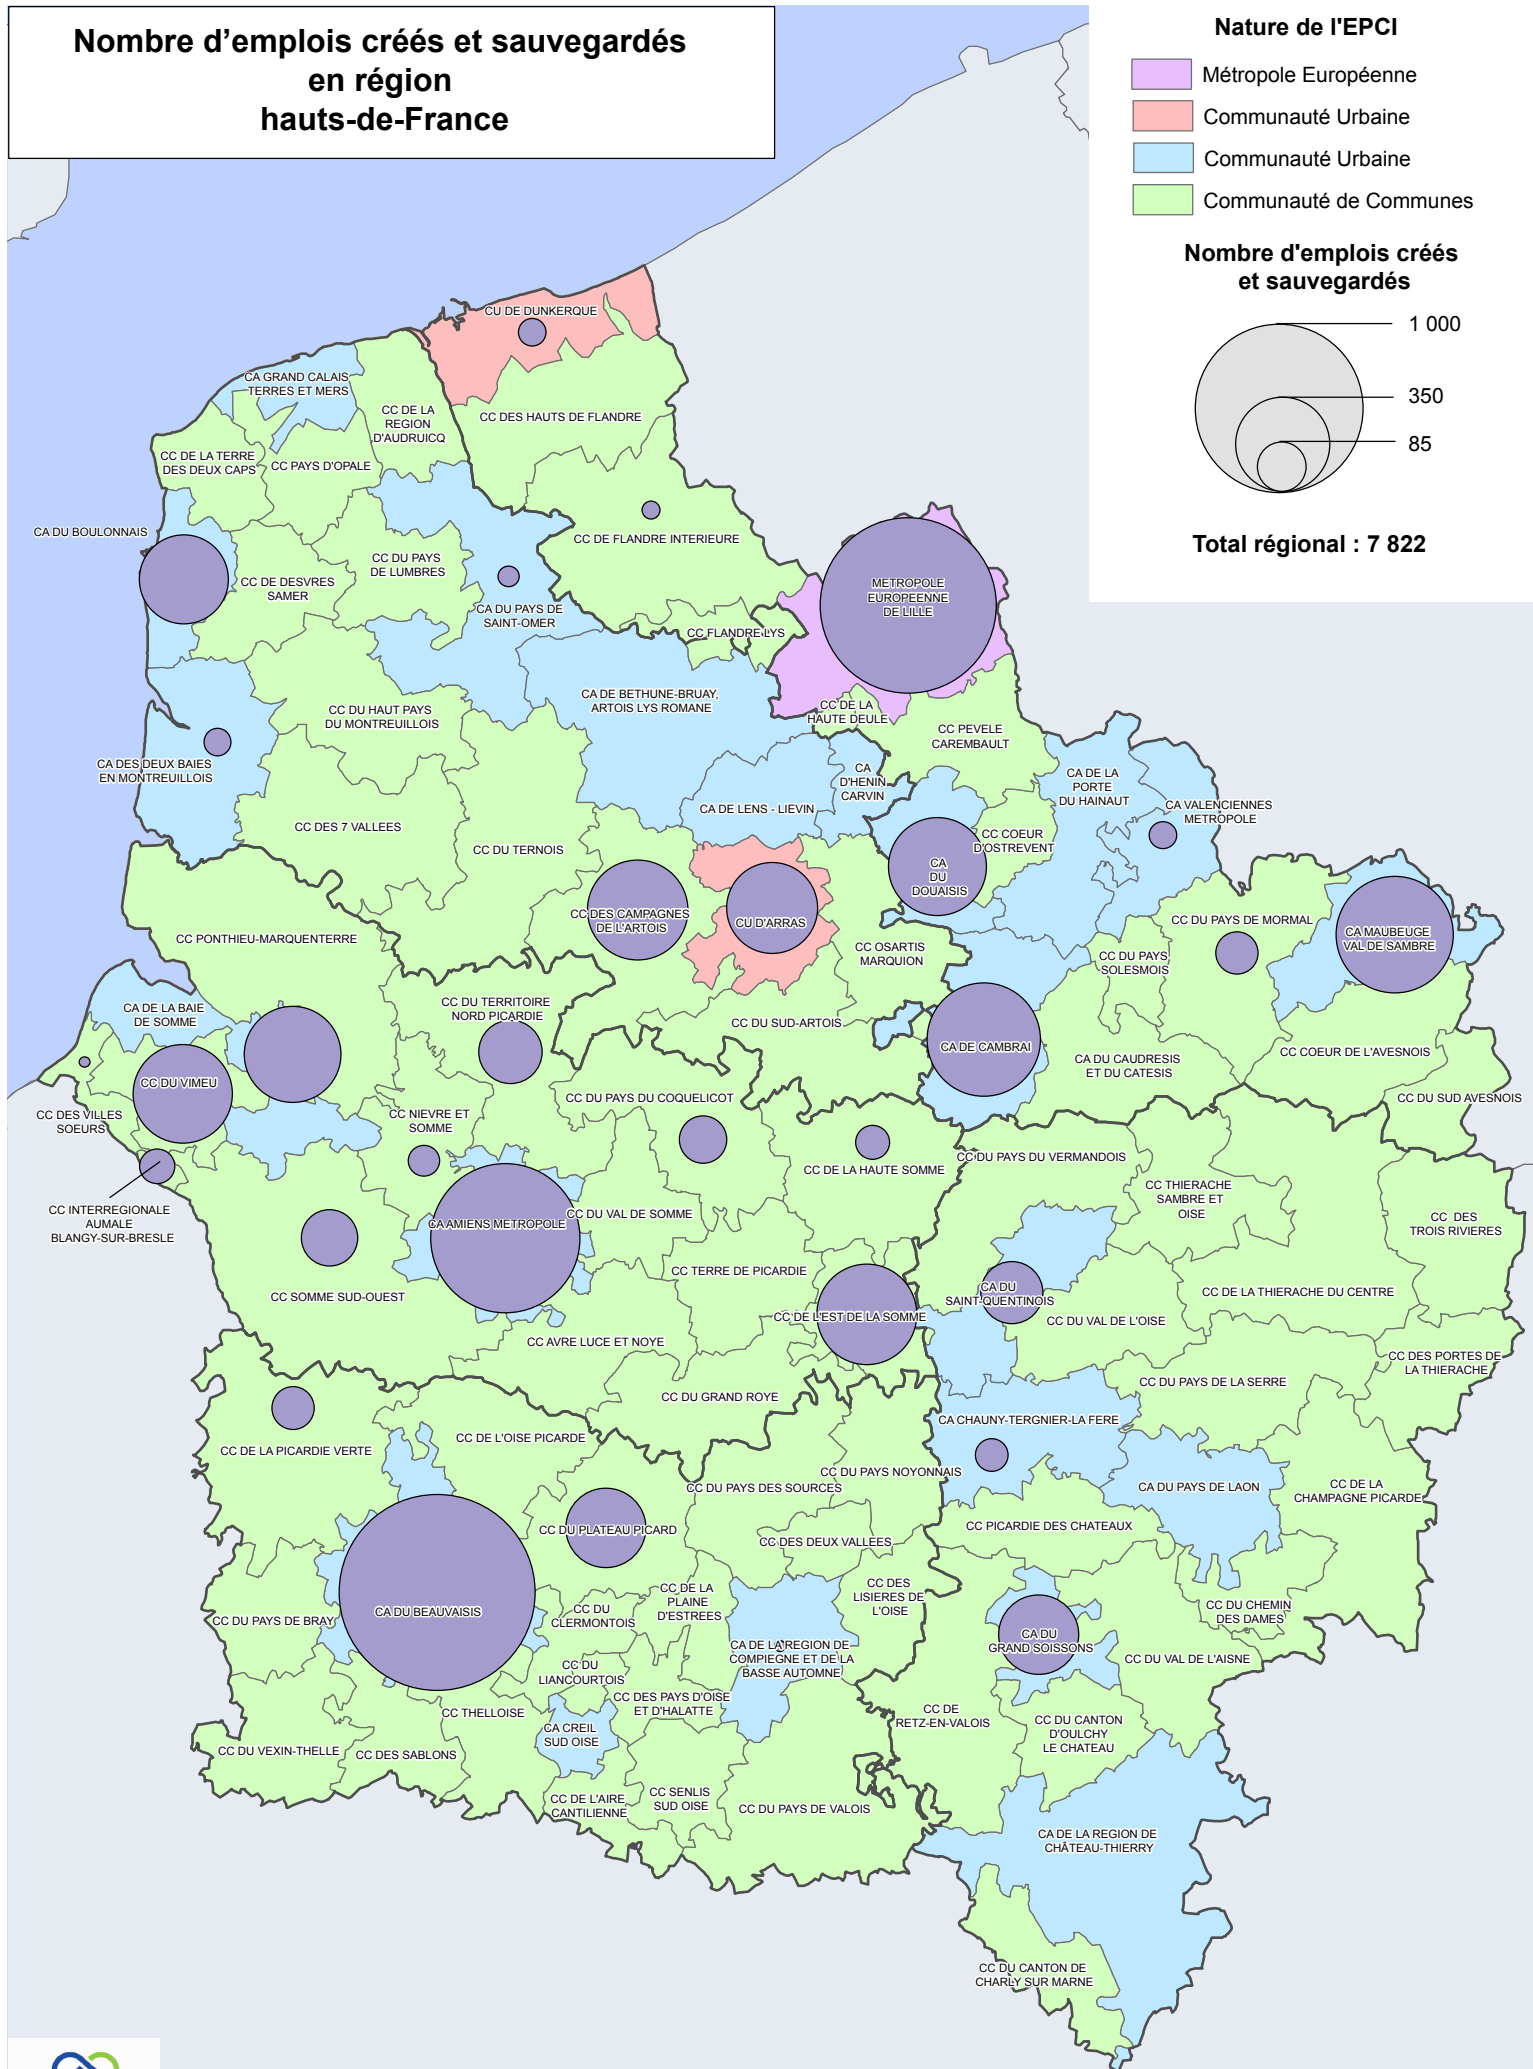 Nombre d’emplois créés et sauvegardés
en région
hauts-de-France
Nature de l'EPCI
Métropole Européenne
Communauté Urbaine
Communauté Urbaine
Communauté de Communes
Nombre d'emplois créés
et sauvegardés
1 000
350
85
Total régional : 7 822
CU DE DUNKERQUE
CA GRAND CALAIS
TERRES ET MERS
CC DE LA
REGION
D'AUDRUICQ
CC DES HAUTS DE FLANDRE
CC DE LA TERRE
DES DEUX CAPS
CC PAYS D'OPALE
CA DU BOULONNAIS
CC DE FLANDRE INTERIEURE
CC DE DESVRES
SAMER
CC DU PAYS
DE LUMBRES
CA DU PAYS DE
SAINT-OMER
METROPOLE
EUROPEENNE
DE LILLE
CC FLANDRE LYS
CA DE BETHUNE-BRUAY,
ARTOIS LYS ROMANE
CC DU HAUT PAYS
DU MONTREUILLOIS
CC DE LA
HAUTE DEULE
CC PEVELE
CAREMBAULT
CA DES DEUX BAIES
EN MONTREUILLOIS
CA
D'HENIN
CARVIN
CA DE LA
PORTE
DU HAINAUT
CA VALENCIENNES
METROPOLE
CA DE LENS - LIEVIN
CC DES 7 VALLEES
CC DU TERNOIS
CC COEUR
D'OSTREVENT
CA
DU
DOUAISIS
CC DES CAMPAGNES
DE L'ARTOIS
CU D'ARRAS
CC DU PAYS DE MORMAL
CA MAUBEUGE
VAL DE SAMBRE
CC PONTHIEU-MARQUENTERRE
CC OSARTIS
MARQUION
CC DU PAYS
SOLESMOIS
CA DE LA BAIE
DE SOMME
CC DU TERRITOIRE
NORD PICARDIE
CC DU SUD-ARTOIS
CA DE CAMBRAI
CC COEUR DE L'AVESNOIS
CA DU CAUDRESIS
ET DU CATESIS
CC DU VIMEU
CC DU SUD AVESNOIS
CC DES VILLES
SOEURS
CC NIEVRE ET
SOMME
CC DU PAYS DU COQUELICOT
CC DE LA HAUTE SOMME
CC DU PAYS DU VERMANDOIS
CC THIERACHE
SAMBRE ET
OISE
CC INTERREGIONALE
AUMALE
BLANGY-SUR-BRESLE
CA AMIENS METROPOLE
CC DU VAL DE SOMME
CC DES
TROIS RIVIERES
CC SOMME SUD-OUEST
CC TERRE DE PICARDIE
CA DU
SAINT-QUENTINOIS
CC DE LA THIERACHE DU CENTRE
CC DE L'EST DE LA SOMME
CC DU VAL DE L'OISE
CC AVRE LUCE ET NOYE
CC DES PORTES DE
LA THIERACHE
CC DU GRAND ROYE
CC DU PAYS DE LA SERRE
CA CHAUNY-TERGNIER-LA FERE
CC DE L'OISE PICARDE
CC DE LA PICARDIE VERTE
CC DU PAYS NOYONNAIS
CC DU PAYS DES SOURCES
CA DU PAYS DE LAON
CC DE LA
CHAMPAGNE PICARDE
CC DU PLATEAU PICARD
CC PICARDIE DES CHATEAUX
CC DES DEUX VALLEES
CA DU BEAUVAISIS
CC DU PAYS DE BRAY
CC DU
CLERMONTOIS
CC DE LA
PLAINE
D'ESTREES
CC DES
LISIERES DE
L'OISE
CC DU CHEMIN
DES DAMES
CA DU
GRAND SOISSONS
CA DE LA REGION DE
COMPIEGNE ET DE LA
BASSE AUTOMNE
CC DU VAL DE L'AISNE
CC DU
LIANCOURTOIS
CC DES PAYS D'OISE
ET D'HALATTE
CC THELLOISE
CC DE
RETZ-EN-VALOIS
CC DU CANTON
D'OULCHY
LE CHATEAU
CA CREIL
SUD OISE
CC DU VEXIN-THELLE
CC DES SABLONS
CC DE L'AIRE
CANTILIENNE
CC SENLIS
SUD OISE
CC DU PAYS DE VALOIS
CA DE LA REGION DE
CHÂTEAU-THIERRY
CC DU CANTON DE
CHARLY SUR MARNE